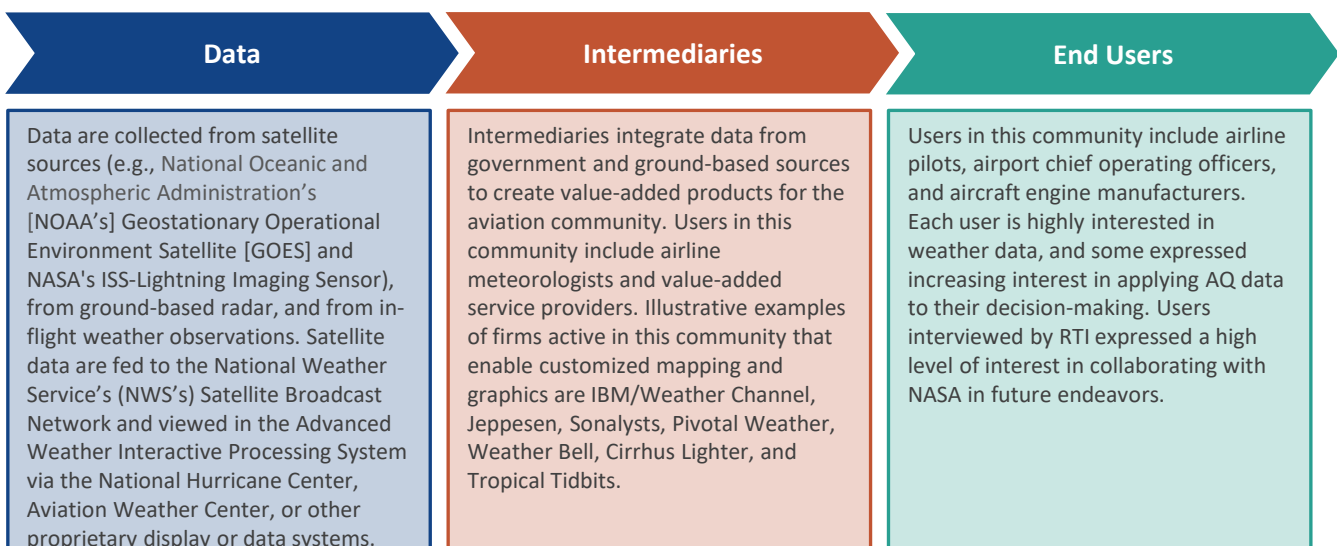 Data
Intermediaries
End Users
Data are collected from satellite
sources (e.g., National Oceanic and
Atmospheric Administration’s
[NOAA’s] Geostationary Operational
Environment Satellite [GOES] and
NASA's ISS-Lightning Imaging Sensor),
from ground-based radar, and from in-
flight weather observations. Satellite
data are fed to the National Weather
Service’s (NWS’s) Satellite Broadcast
Network and viewed in the Advanced
Weather Interactive Processing System
via the National Hurricane Center,
Aviation Weather Center, or other
proprietary display or data systems.
Intermediaries integrate data from
government and ground-based sources
to create value-added products for the
aviation community. Users in this
community include airline
meteorologists and value-added
service providers. Illustrative examples
of firms active in this community that
enable customized mapping and
graphics are IBM/Weather Channel,
Jeppesen, Sonalysts, Pivotal Weather,
Weather Bell, Cirrhus Lighter, and
Tropical Tidbits.
Users in this community include airline
pilots, airport chief operating officers,
and aircraft engine manufacturers.
Each user is highly interested in
weather data, and some expressed
increasing interest in applying AQ data
to their decision-making. Users
interviewed by RTI expressed a high
level of interest in collaborating with
NASA in future endeavors.